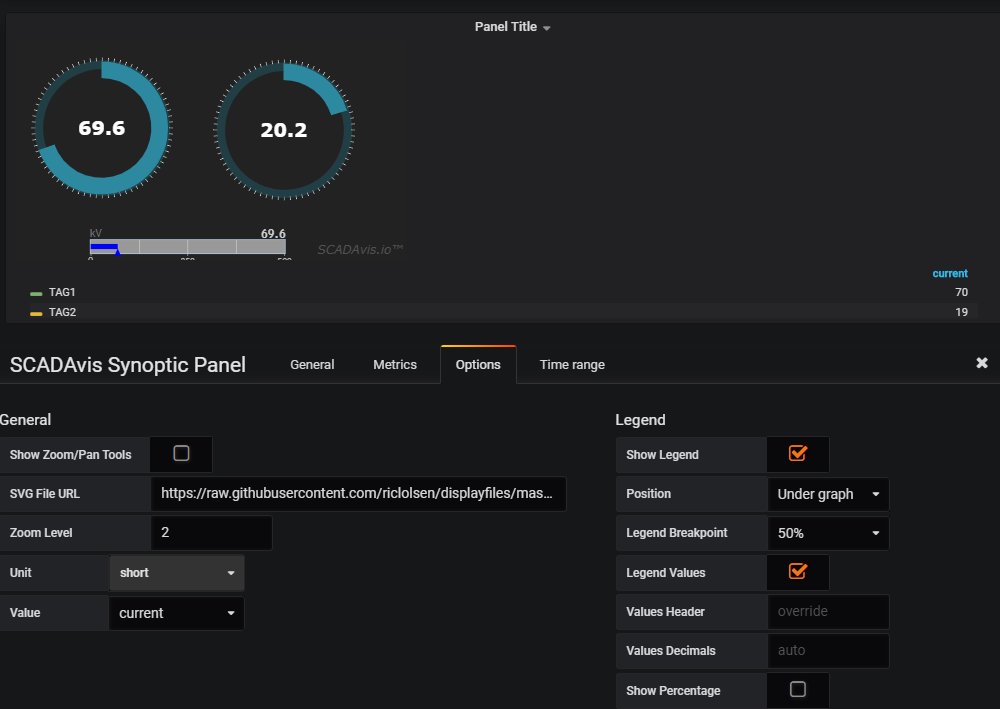 Panel Title
69.6
20.2
kV 69.6
SCADAvis.io™
current
TAG1 70
TAG2 19
SCADAvis Synoptic Panel General Metrics Options Time range
General
Show Zoom/Pan Tools
SVG File URL https://raw.githubusercontent.com/riclolsen/displayfiles/mas...
Zoom Level 2
Unit short
Value current
Legend
Show Legend
Position Under graph
Legend Breakpoint 50%
Legend Values
Values Header override
Values Decimals auto
Show Percentage